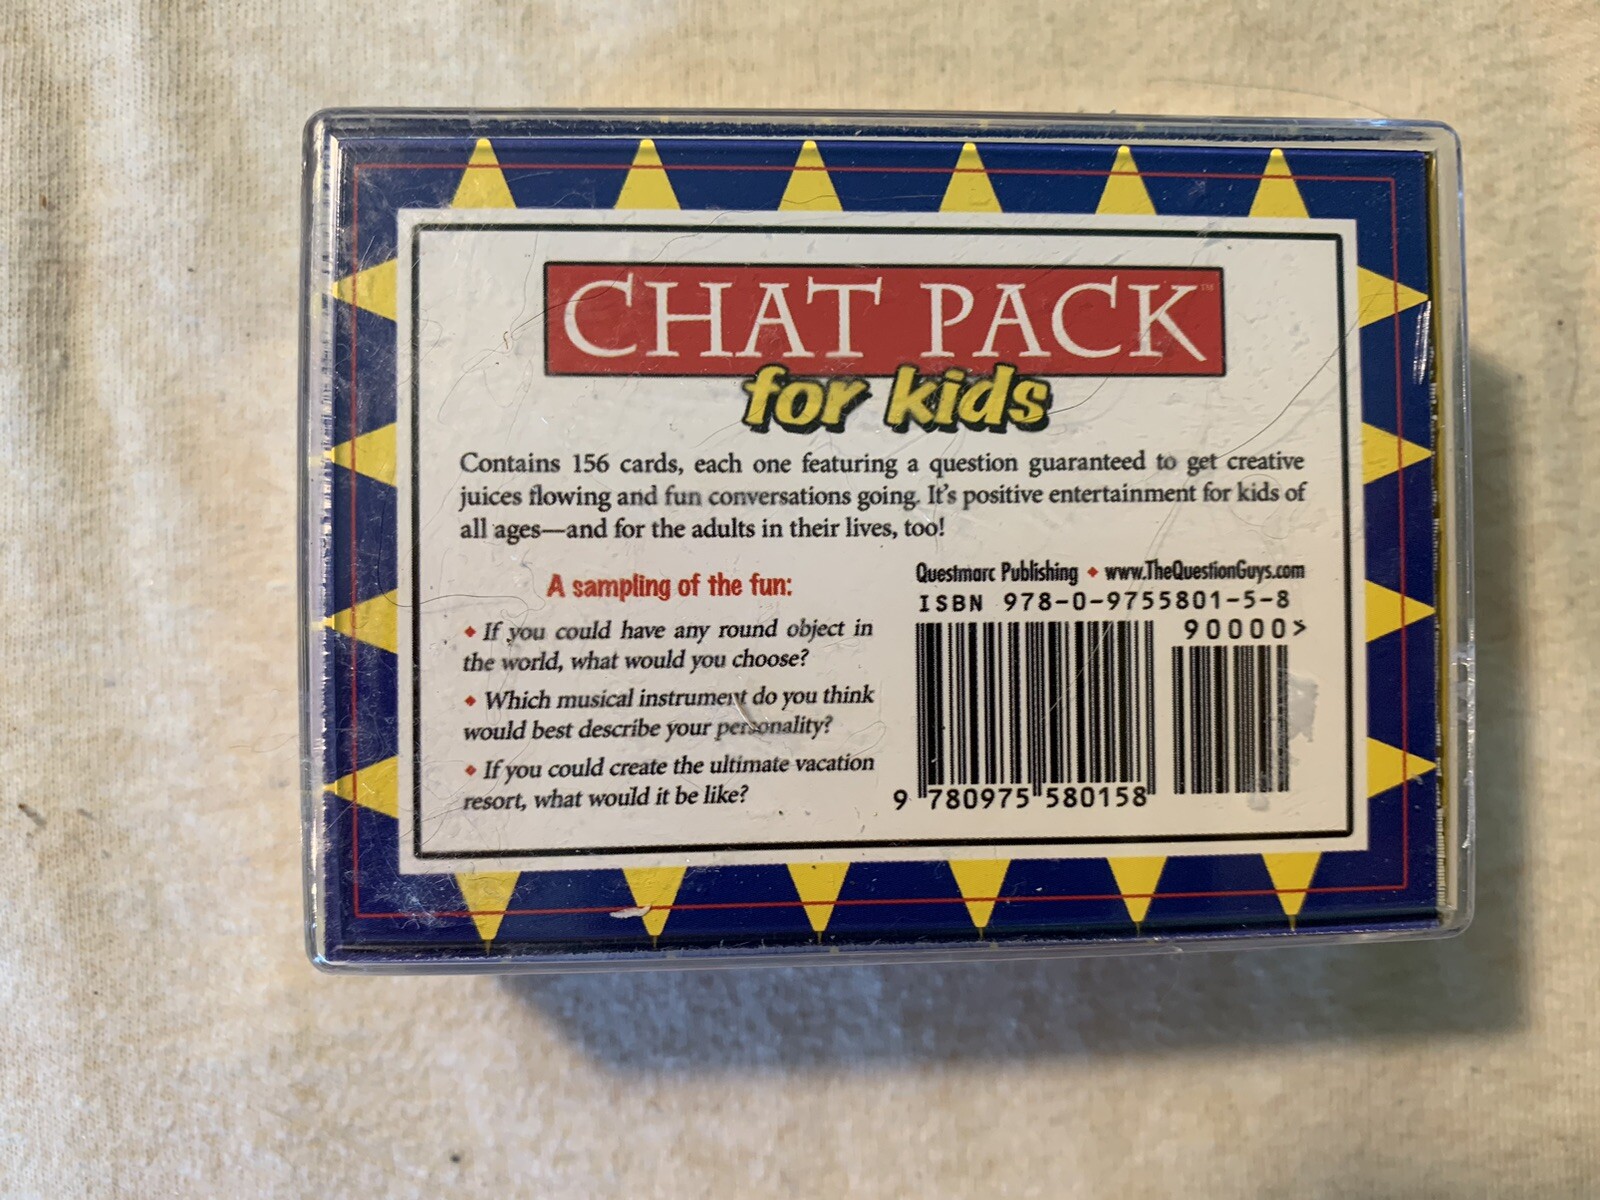 CHAT PACK™
for kids
Contains 156 cards, each one featuring a question guaranteed to get creative
juices flowing and fun conversations going. It's positive entertainment for kids of
all ages—and for the adults in their lives, too!
A sampling of the fun:
♦ If you could have any round object in
the world, what would you choose?
♦ Which musical instrument do you think
would best describe your personality?
♦ If you could create the ultimate vacation
resort, what would it be like?
Questmarc Publishing ♦ www.TheQuestionGuys.com
ISBN 978-0-9755801-5-8
90000>
9 780975 580158